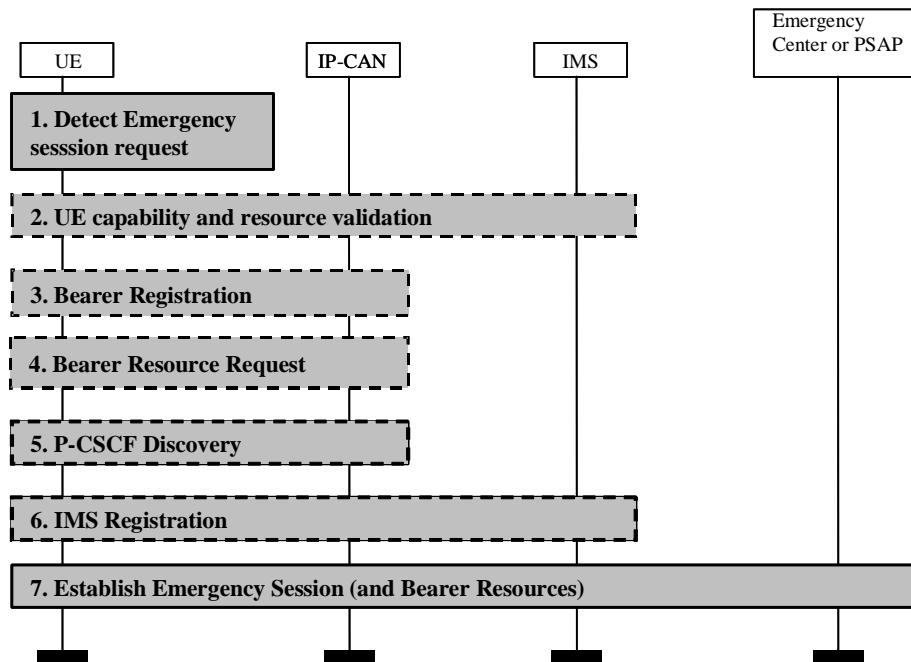 Emergency
Center or PSAP
UE
IP-CAN
IMS
1. Detect Emergency
sesssion request
2. UE capability and resource validation
3. Bearer Registration
4. Bearer Resource Request
5. P-CSCF Discovery
6. IMS Registration
7. Establish Emergency Session (and Bearer Resources)